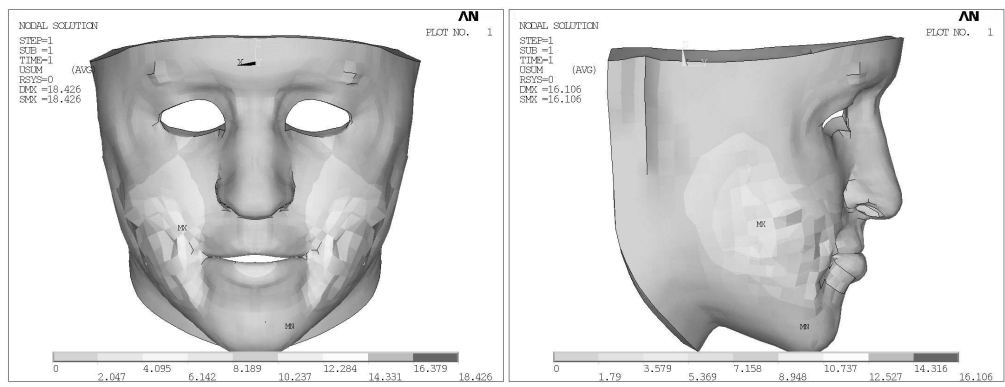 AN
NODAL SOLUTION
PLOT NO. 1
STEP=1
SUB =1
TIME=1
USUM (AVG)
RSYS=0
DMX =18.426
SMX =18.426
X
MX
MN
0 4.095 8.189 12.284 16.379
2.047 6.142 10.237 14.331 18.426
AN
NODAL SOLUTION
PLOT NO. 1
STEP=1
SUB =1
TIME=1
USUM (AVG)
RSYS=0
DMX =16.106
SMX =16.106
MX
MN
0 3.579 7.158 10.737 14.316
1.79 5.369 8.948 12.527 16.106